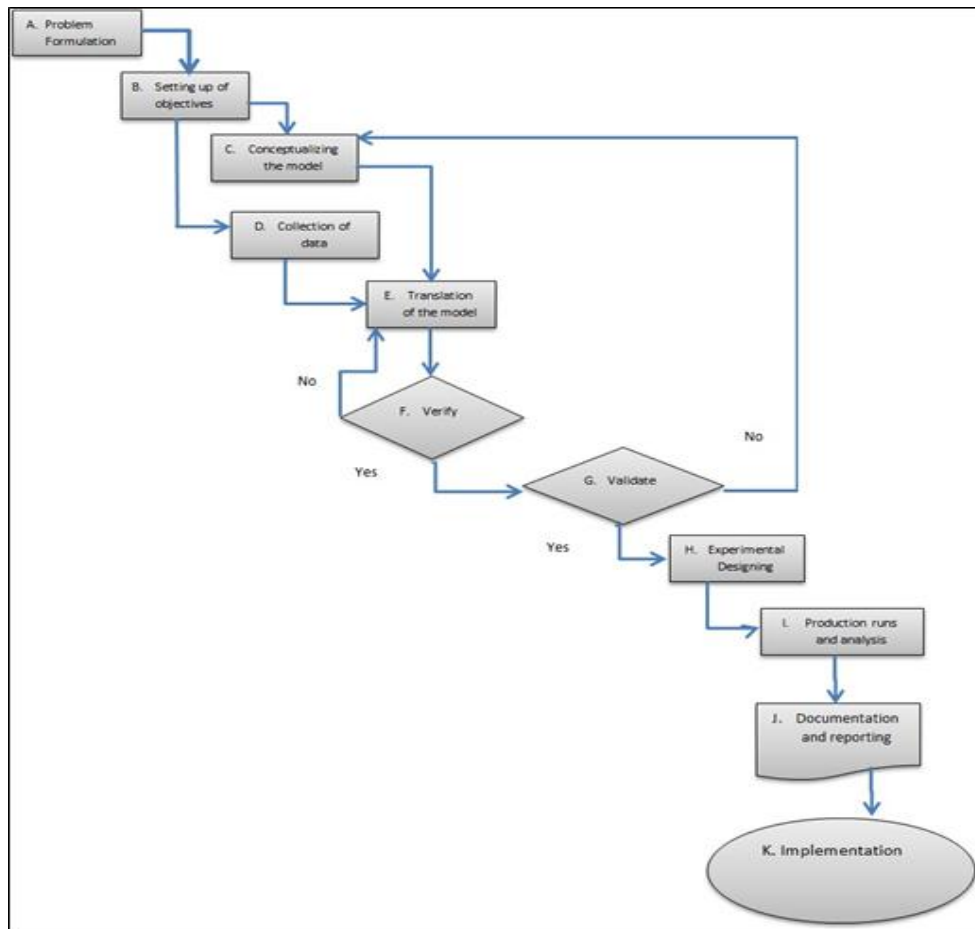 A. Problem
Formulation
B. Setting up of
objectives
C. Conceptualizing
the model
D. Collection of
data
E. Translation
of the model
No
F. Verify
Yes
No
G. Validate
Yes
H. Experimental
Designing
I. Production runs
and analysis
J. Documentation
and reporting
K. Implementation